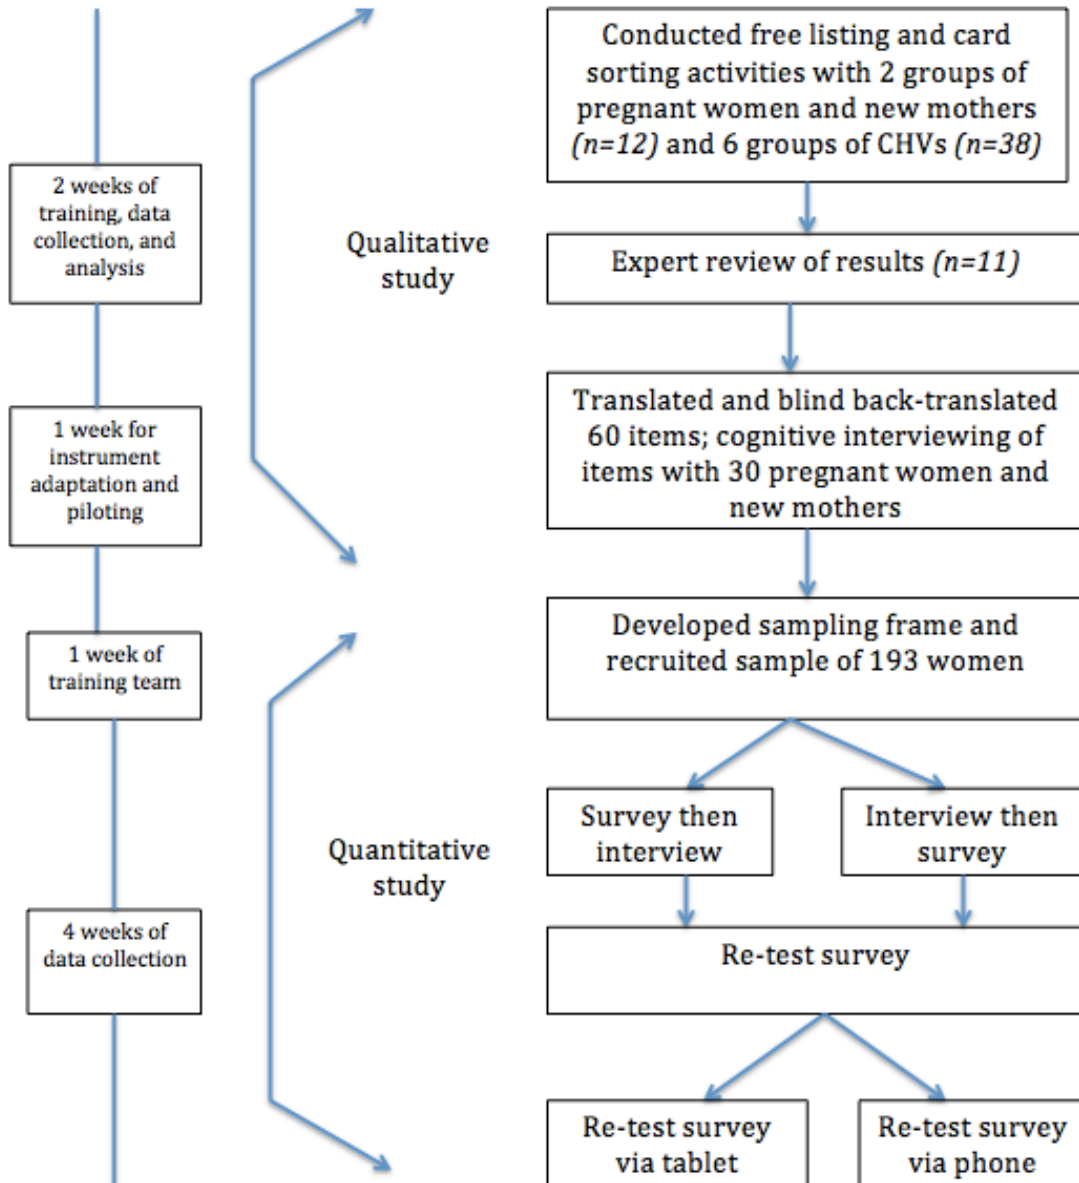 2 weeks of
training, data
collection, and
analysis
1 week for
instrument
adaptation and
piloting
1 week of
training team
4 weeks of
data collection
Qualitative
study
Quantitative
study
Conducted free listing and card
sorting activities with 2 groups of
pregnant women and new mothers
(n=12) and 6 groups of CHVs (n=38)
Expert review of results (n=11)
Translated and blind back-translated
60 items; cognitive interviewing of
items with 30 pregnant women and
new mothers
Developed sampling frame and
recruited sample of 193 women
Survey then
interview
Interview then
survey
Re-test survey
Re-test survey
via tablet
Re-test survey
via phone